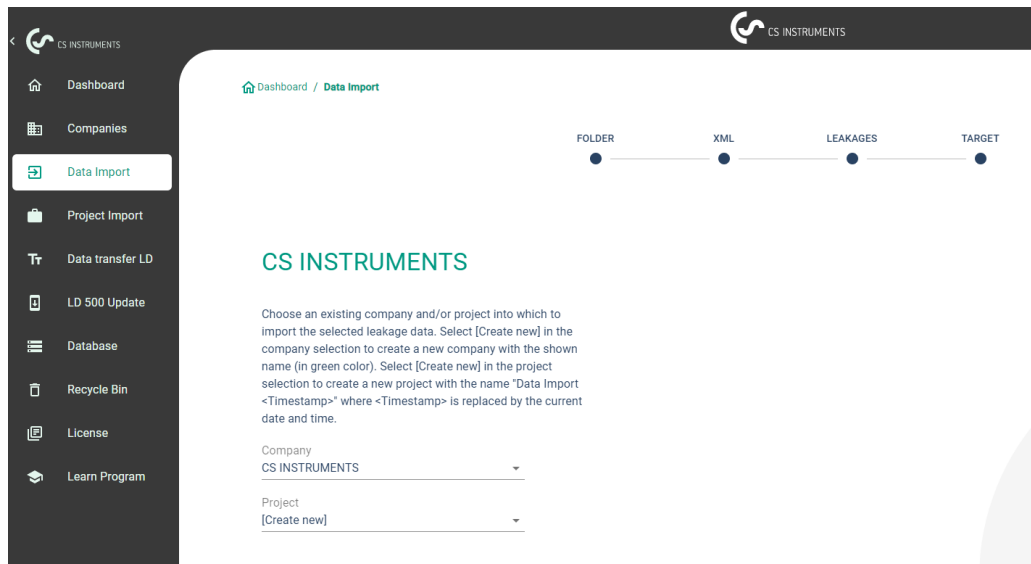 CS INSTRUMENTS
CS INSTRUMENTS
Dashboard
Companies
Data Import
Project Import
Data transfer LD
LD 500 Update
Database
Recycle Bin
License
Learn Program
Dashboard / Data Import
FOLDER XML LEAKAGES TARGET
CS INSTRUMENTS
Choose an existing company and/or project into which to
import the selected leakage data. Select [Create new] in the
company selection to create a new company with the shown
name (in green color). Select [Create new] in the project
selection to create a new project with the name "Data Import
<Timestamp>" where <Timestamp> is replaced by the current
date and time.
Company
CS INSTRUMENTS
Project
[Create new]